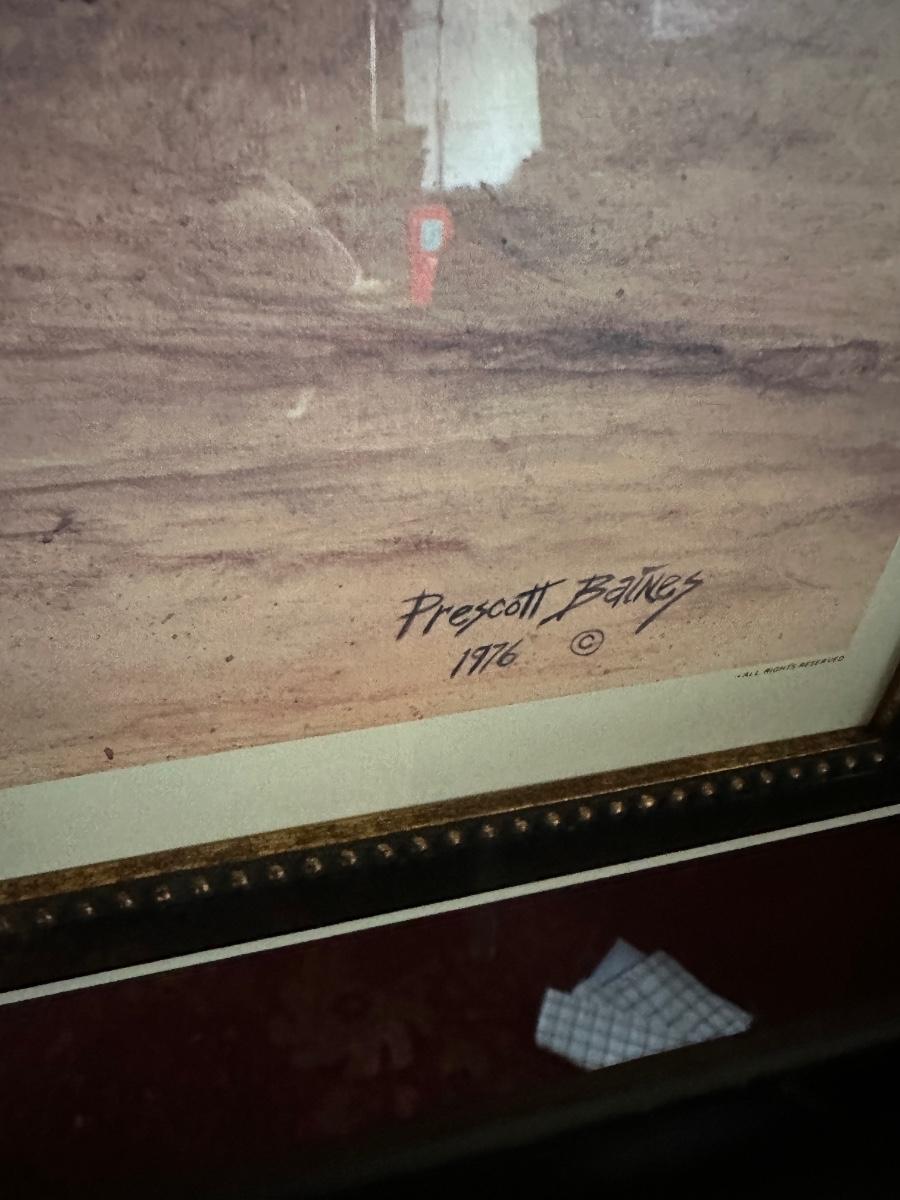 Prescott Baines
1976 ©
- ALL RIGHTS RESERVED